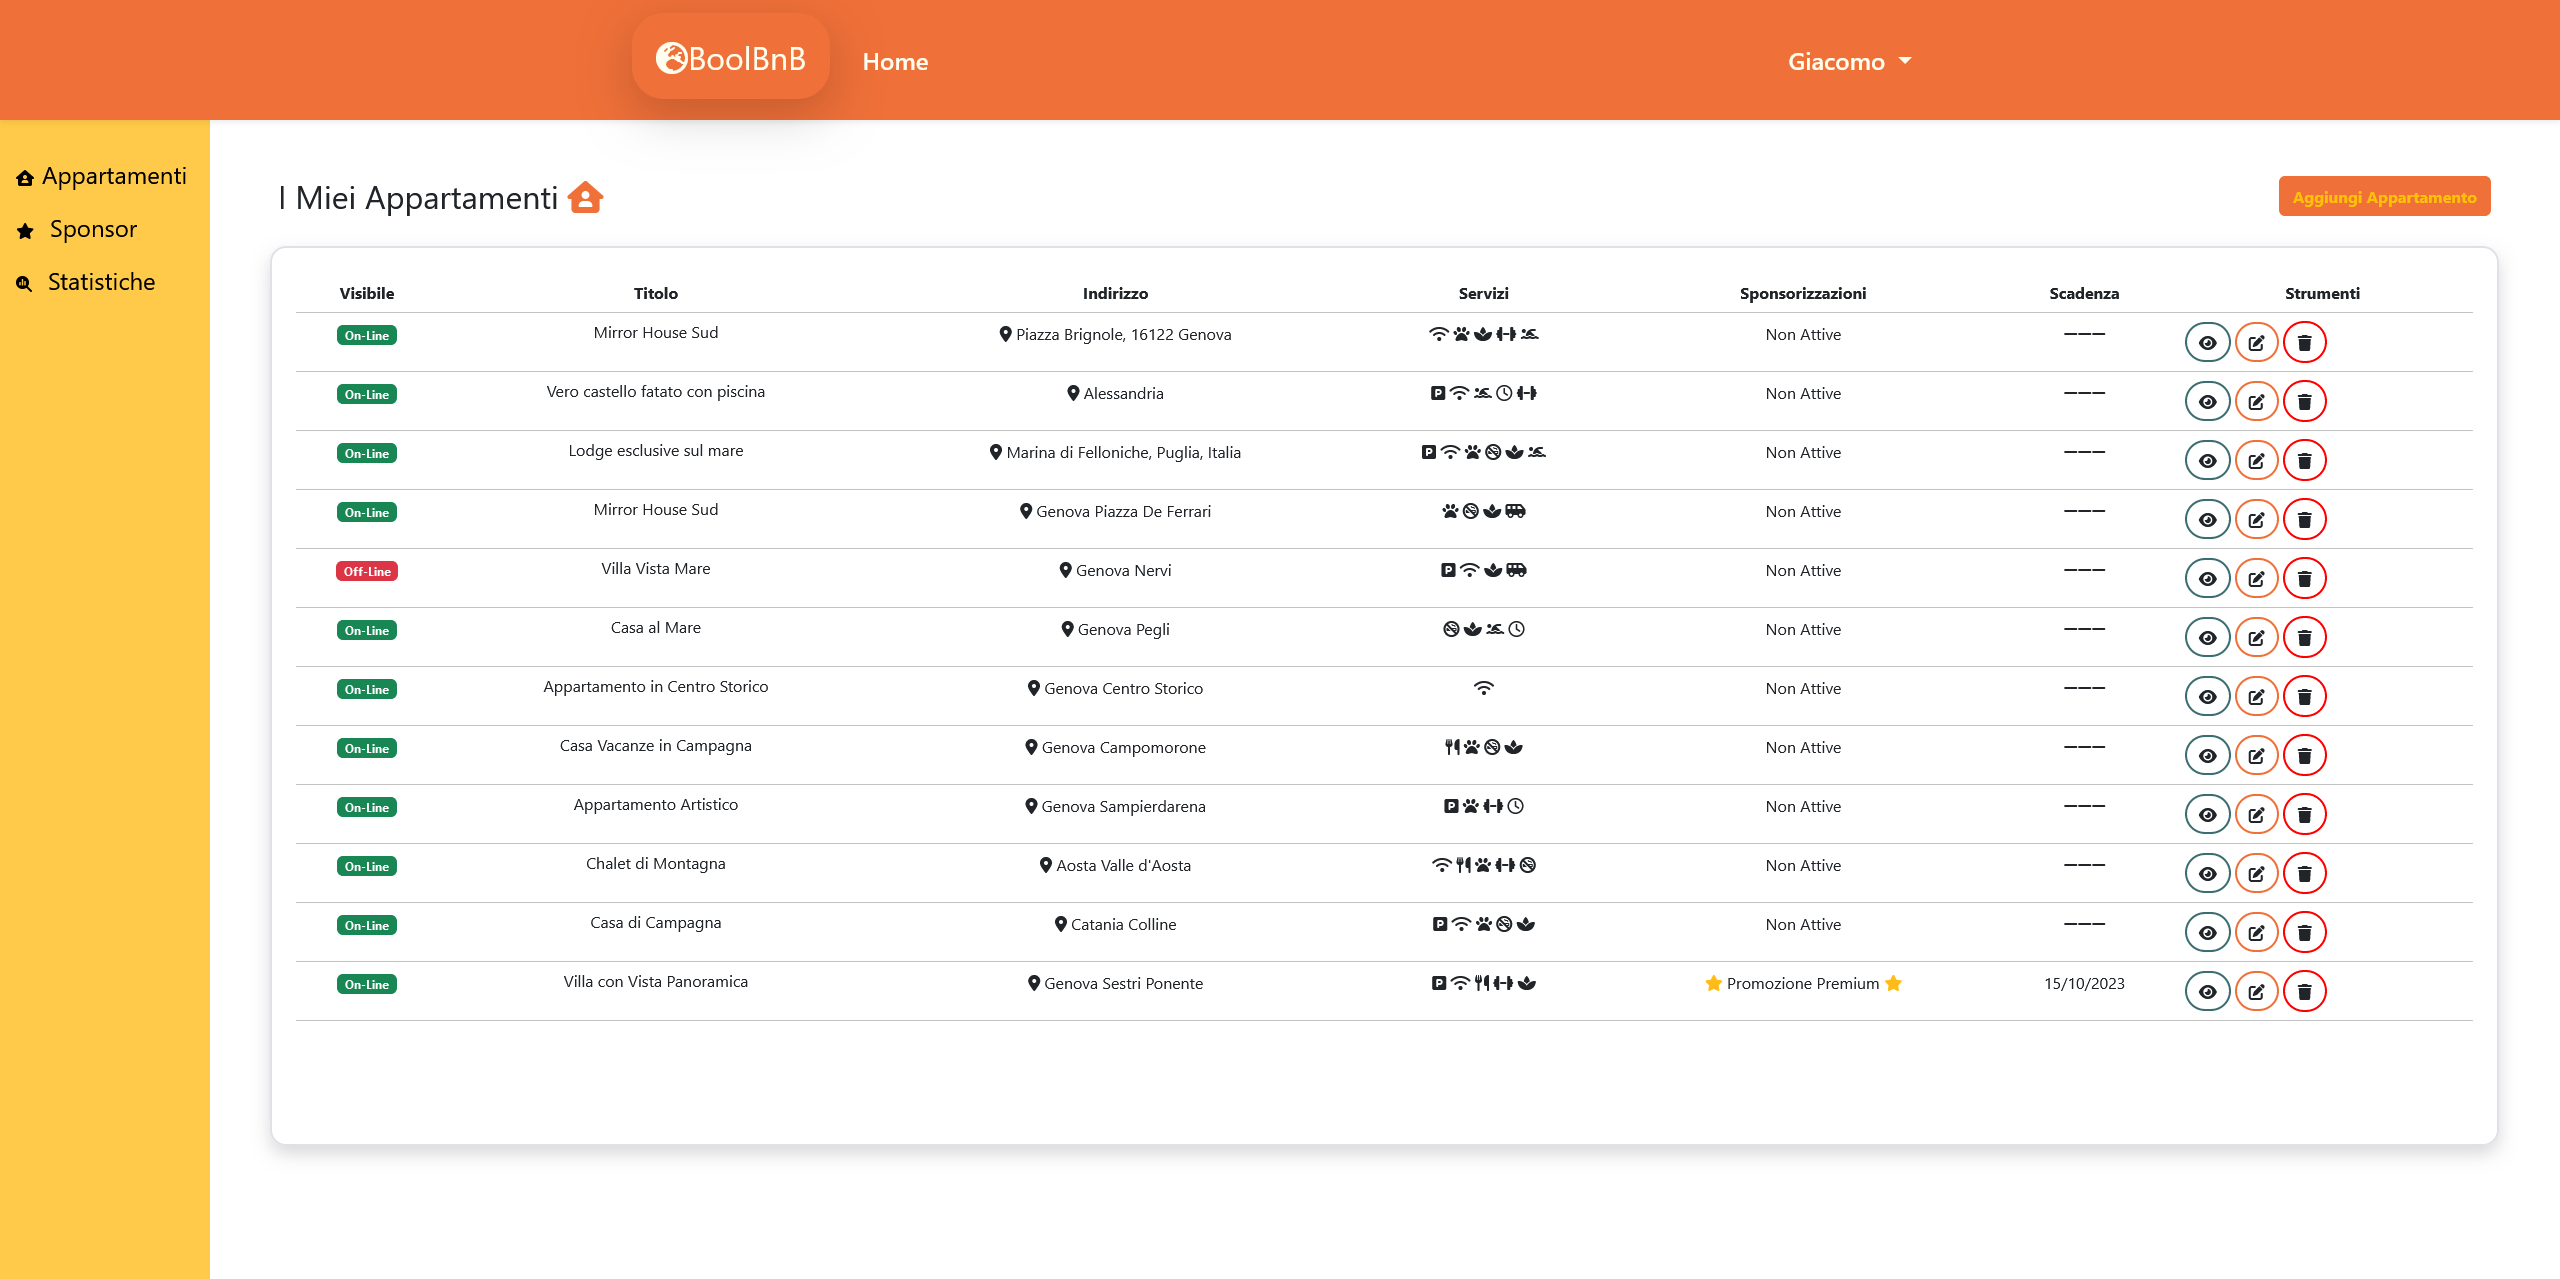 BoolBnB Home Giacomo
Appartamenti
Sponsor
Statistiche
I Miei Appartamenti Aggiungi Appartamento
Visibile Titolo Indirizzo Servizi Sponsorizzazioni Scadenza Strumenti
On-Line Mirror House Sud Piazza Brignole, 16122 Genova Non Attive ———
On-Line Vero castello fatato con piscina Alessandria Non Attive ———
On-Line Lodge esclusive sul mare Marina di Felloniche, Puglia, Italia Non Attive ———
On-Line Mirror House Sud Genova Piazza De Ferrari Non Attive ———
Off-Line Villa Vista Mare Genova Nervi Non Attive ———
On-Line Casa al Mare Genova Pegli Non Attive ———
On-Line Appartamento in Centro Storico Genova Centro Storico Non Attive ———
On-Line Casa Vacanze in Campagna Genova Campomorone Non Attive ———
On-Line Appartamento Artistico Genova Sampierdarena Non Attive ———
On-Line Chalet di Montagna Aosta Valle d'Aosta Non Attive ———
On-Line Casa di Campagna Catania Colline Non Attive ———
On-Line Villa con Vista Panoramica Genova Sestri Ponente Promozione Premium 15/10/2023